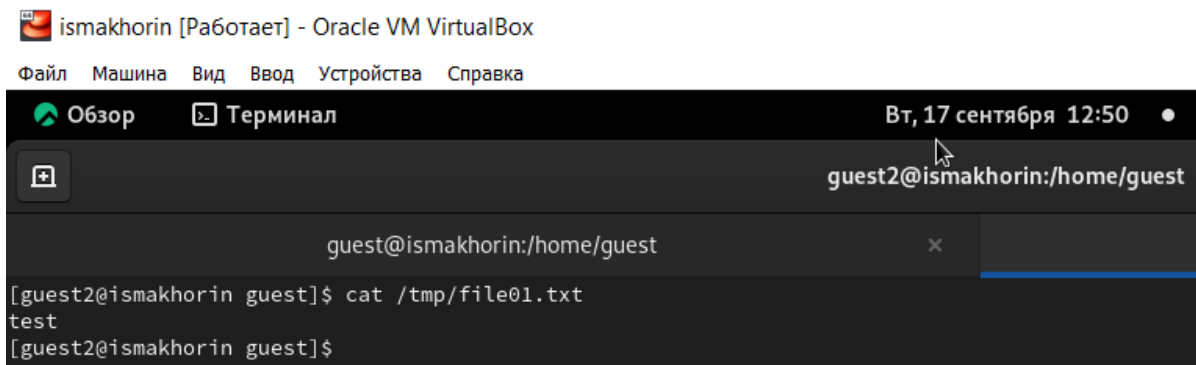 ismakhorin [Работает] - Oracle VM VirtualBox
Файл Машина Вид Ввод Устройства Справка
Обзор Терминал Вт, 17 сентября 12:50
guest2@ismakhorin:/home/guest
guest@ismakhorin:/home/guest
[guest2@ismakhorin guest]$ cat /tmp/file01.txt
test
[guest2@ismakhorin guest]$